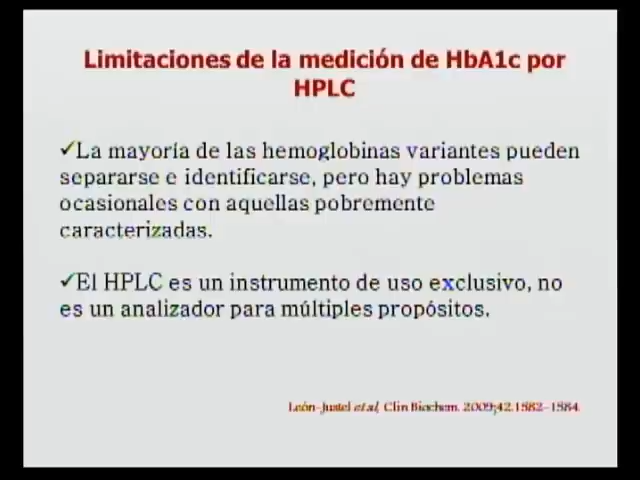 Limitaciones de la medición de HbA1c por
HPLC
✓La mayoría de las hemoglobinas variantes pueden
separarse e identificarse, pero hay problemas
ocasionales con aquellas pobremente
caracterizadas.
✓El HPLC es un instrumento de uso exclusivo, no
es un analizador para múltiples propósitos.
León-Justel et al, Clin Biochem. 2009;42.1582-1584.